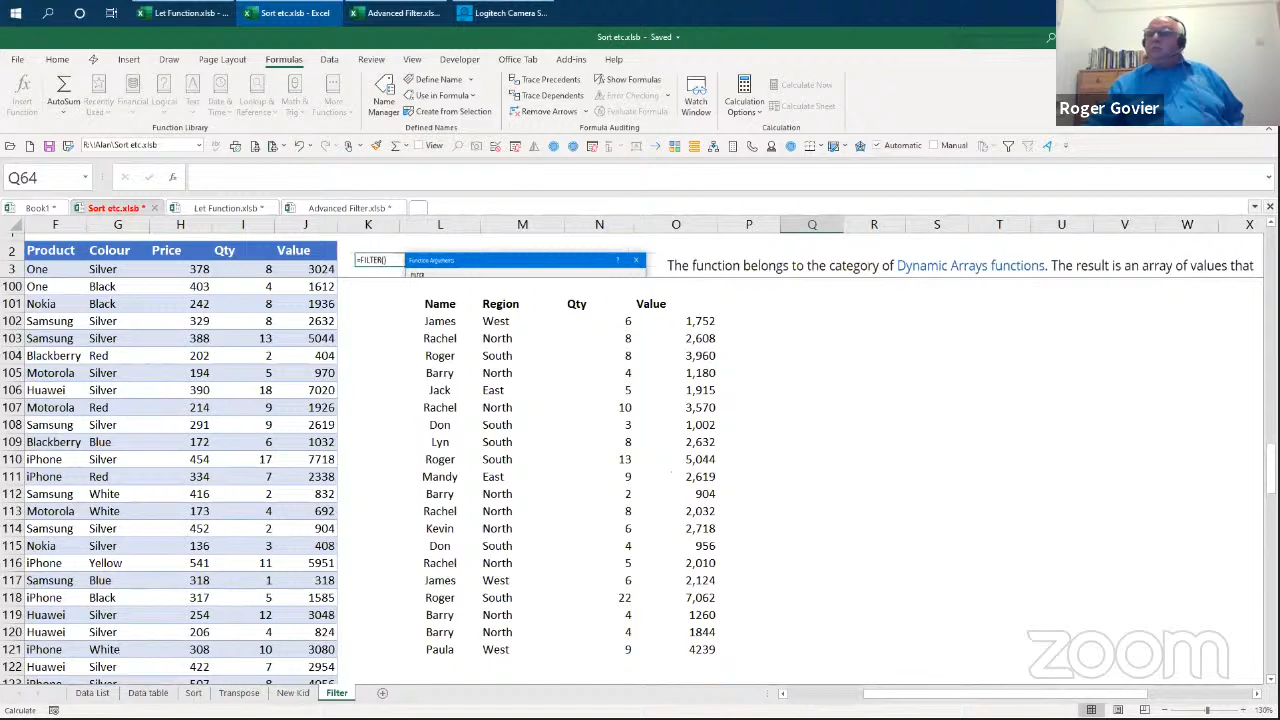 Let Function.xlsb - ...
Sort etc.xlsb - Excel
Advanced Filter.xls...
Logitech Camera S...
Sort etc.xlsb - Saved
Roger Govier
File Home Insert Draw Page Layout Formulas Data Review View Developer Office Tab Add-ins Help
Insert Function
AutoSum
Recently Used
Financial
Logical
Text
Date & Time
Lookup & Reference
Math & Trig
More Functions
Function Library
Name Manager
Define Name
Use in Formula
Create from Selection
Defined Names
Trace Precedents
Trace Dependents
Remove Arrows
Show Formulas
Error Checking
Evaluate Formula
Formula Auditing
Watch Window
Calculation Options
Calculate Now
Calculate Sheet
Calculation
R:\!Alan\Sort etc.xlsb View Automatic Manual
Q64 fx
Book1 * Sort etc.xlsb * Let Function.xlsb * Advanced Filter.xlsb *
F G H I J K L M N O P Q R S T U V W X
2 Product Colour Price Qty Value =FILTER() Function Arguments ? The function belongs to the category of Dynamic Arrays functions. The result is an array of values that
3 One Silver 378 8 3024 FILTER
100 One Black 403 4 1612
101 Nokia Black 242 8 1936 Name Region Qty Value
102 Samsung Silver 329 8 2632 James West 6 1,752
103 Samsung Silver 388 13 5044 Rachel North 8 2,608
104 Blackberry Red 202 2 404 Roger South 8 3,960
105 Motorola Silver 194 5 970 Barry North 4 1,180
106 Huawei Silver 390 18 7020 Jack East 5 1,915
107 Motorola Red 214 9 1926 Rachel North 10 3,570
108 Samsung Silver 291 9 2619 Don South 3 1,002
109 Blackberry Blue 172 6 1032 Lyn South 8 2,632
110 iPhone Silver 454 17 7718 Roger South 13 5,044
111 iPhone Red 334 7 2338 Mandy East 9 2,619
112 Samsung White 416 2 832 Barry North 2 904
113 Motorola White 173 4 692 Rachel North 8 2,032
114 Samsung Silver 452 2 904 Kevin North 6 2,718
115 Nokia Silver 136 3 408 Don South 4 956
116 iPhone Yellow 541 11 5951 Rachel North 5 2,010
117 Samsung Blue 318 1 318 James West 6 2,124
118 iPhone Black 317 5 1585 Roger South 22 7,062
119 Huawei Silver 254 12 3048 Barry North 4 1260
120 Huawei Silver 206 4 824 Barry North 4 1844
121 iPhone White 308 10 3080 Paula West 9 4239
122 Huawei Silver 422 7 2954
zoom
Data List Data table Sort Transpose New Kid Filter
Calculate 130%